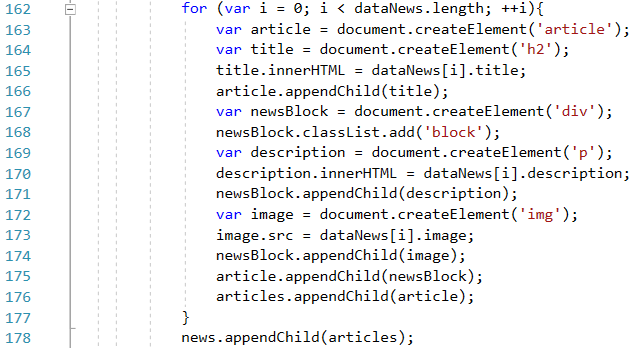 162 for (var i = 0; i < dataNews.length; ++i){
163 var article = document.createElement('article');
164 var title = document.createElement('h2');
165 title.innerHTML = dataNews[i].title;
166 article.appendChild(title);
167 var newsBlock = document.createElement('div');
168 newsBlock.classList.add('block');
169 var description = document.createElement('p');
170 description.innerHTML = dataNews[i].description;
171 newsBlock.appendChild(description);
172 var image = document.createElement('img');
173 image.src = dataNews[i].image;
174 newsBlock.appendChild(image);
175 article.appendChild(newsBlock);
176 articles.appendChild(article);
177 }
178 news.appendChild(articles);